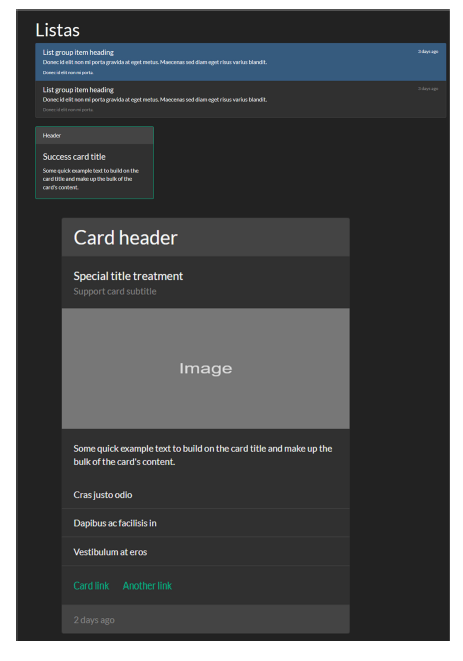 Listas
List group item heading
3 days ago
Donec id elit non mi porta gravida at eget metus. Maecenas sed diam eget risus varius blandit.
Donec id elit non mi porta.
List group item heading
3 days ago
Donec id elit non mi porta gravida at eget metus. Maecenas sed diam eget risus varius blandit.
Donec id elit non mi porta.
Header
Success card title
Some quick example text to build on the
card title and make up the bulk of the
card's content.
Card header
Special title treatment
Support card subtitle
Image
Some quick example text to build on the card title and make up the
bulk of the card's content.
Cras justo odio
Dapibus ac facilisis in
Vestibulum at eros
Card link Another link
2 days ago